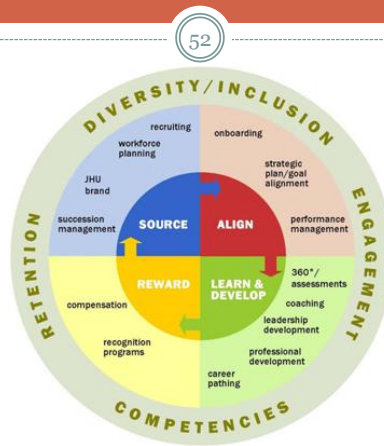 52
DIVERSITY/INCLUSION
recruiting
workforce
planning
JHU
brand
succession
management
SOURCE
onboarding
strategic
plan/goal
alignment
performance
management
ALIGN
RETENTION
ENGAGEMENT
REWARD
compensation
recognition
programs
LEARN &
DEVELOP
360°/
assessments
coaching
leadership
development
professional
development
career
pathing
COMPETENCIES